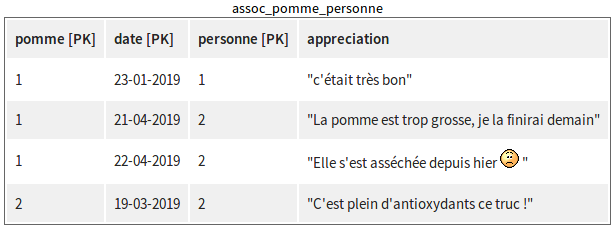 assoc_pomme_personne
pomme [PK] date [PK] personne [PK] appreciation
1 23-01-2019 1 "c'était très bon"
1 21-04-2019 2 "La pomme est trop grosse, je la finirai demain"
1 22-04-2019 2 "Elle s'est asséchée depuis hier "
2 19-03-2019 2 "C'est plein d'antioxydants ce truc !"